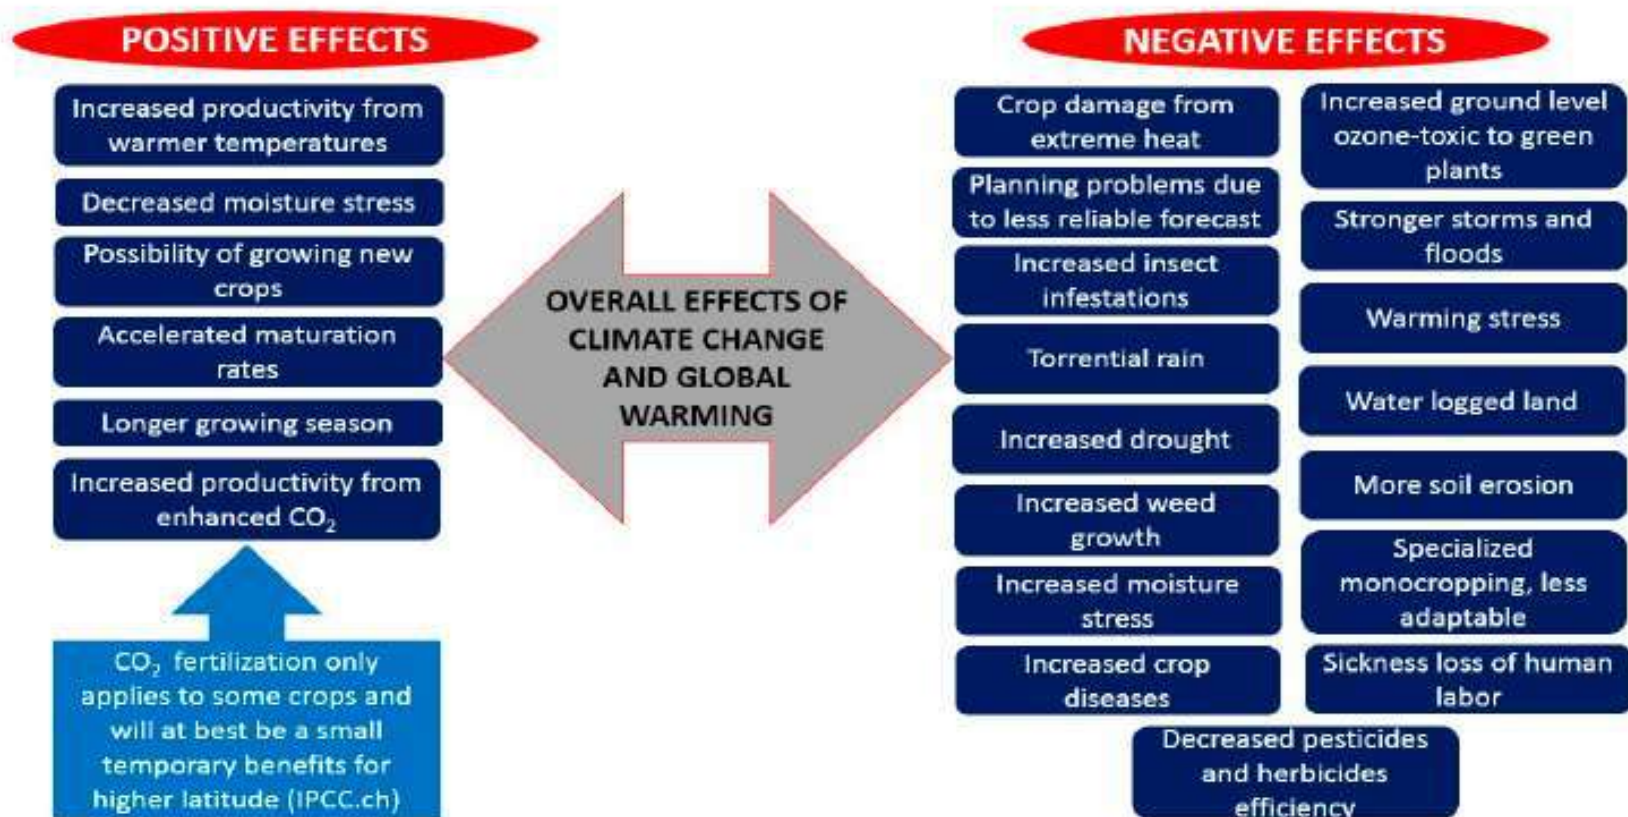 POSITIVE EFFECTS
Increased productivity from
warmer temperatures
Decreased moisture stress
Possibility of growing new
crops
Accelerated maturation
rates
Longer growing season
Increased productivity from
enhanced CO₂
CO₂ fertilization only
applies to some crops and
will at best be a small
temporary benefits for
higher latitude (IPCC.ch)
OVERALL EFFECTS OF
CLIMATE CHANGE
AND GLOBAL
WARMING
NEGATIVE EFFECTS
Crop damage from
extreme heat
Planning problems due
to less reliable forecast
Increased insect
infestations
Torrential rain
Increased drought
Increased weed
growth
Increased moisture
stress
Increased crop
diseases
Increased ground level
ozone-toxic to green
plants
Stronger storms and
floods
Warming stress
Water logged land
More soil erosion
Specialized
monocropping, less
adaptable
Sickness loss of human
labor
Decreased pesticides
and herbicides
efficiency